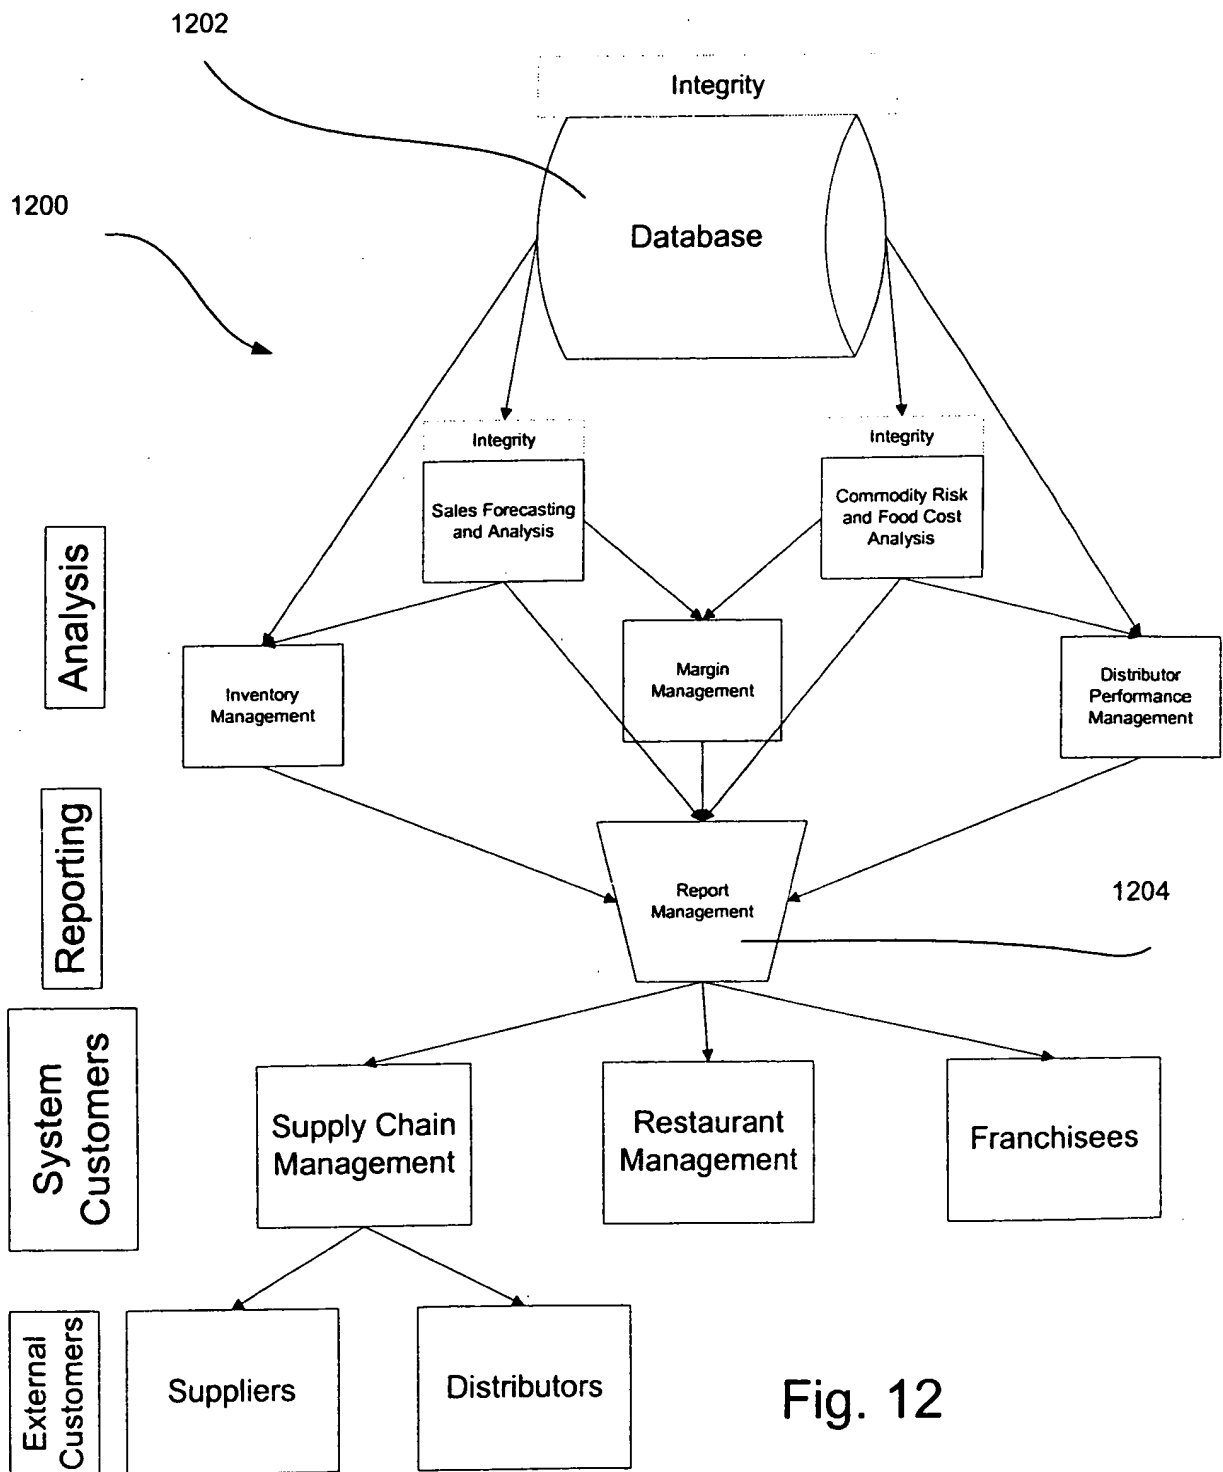 1202
Integrity
1200
Database
Integrity
Integrity
Sales Forecasting
and Analysis
Commodity Risk
and Food Cost
Analysis
Analysis
Inventory
Management
Margin
Management
Distributor
Performance
Management
Reporting
Report
Management
1204
System
Customers
Supply Chain
Management
Restaurant
Management
Franchisees
External
Customers
Suppliers
Distributors
Fig. 12